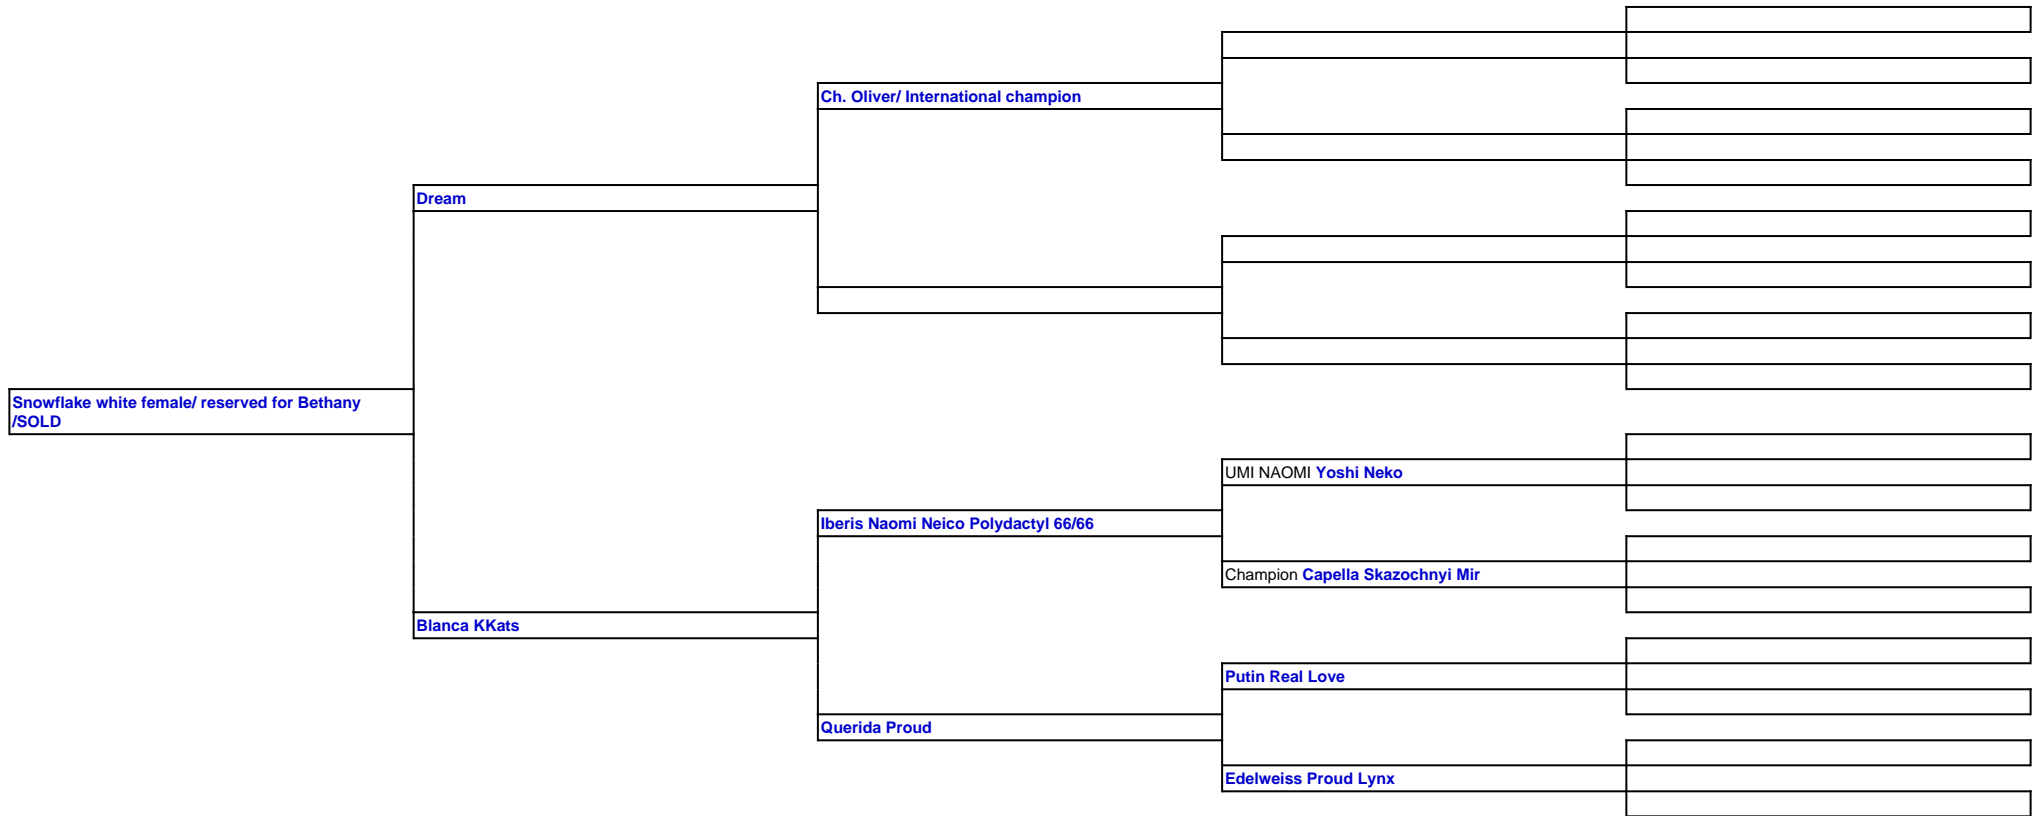 Ch. Oliver/ International champion
Dream
Snowflake white female/ reserved for Bethany
/SOLD
UMI NAOMI Yoshi Neko
Iberis Naomi Neico Polydactyl 66/66
Champion Capella Skazochnyi Mir
Blanca KKats
Putin Real Love
Querida Proud
Edelweiss Proud Lynx